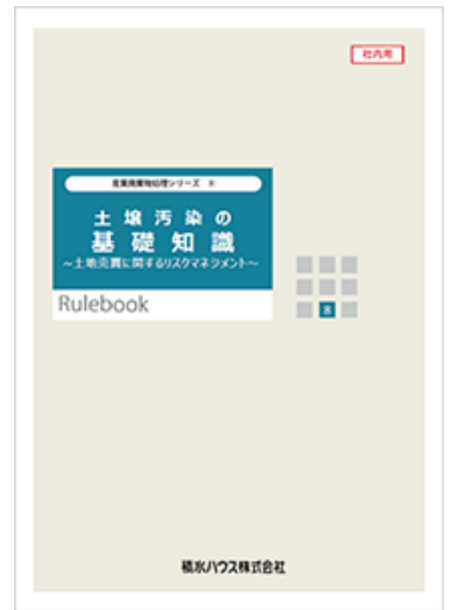 社内用
産業廃棄物処理シリーズ 8
土壌汚染の
基礎知識
~土地売買に関するリスクマネジメント~
Rulebook
8
積水ハウス株式会社